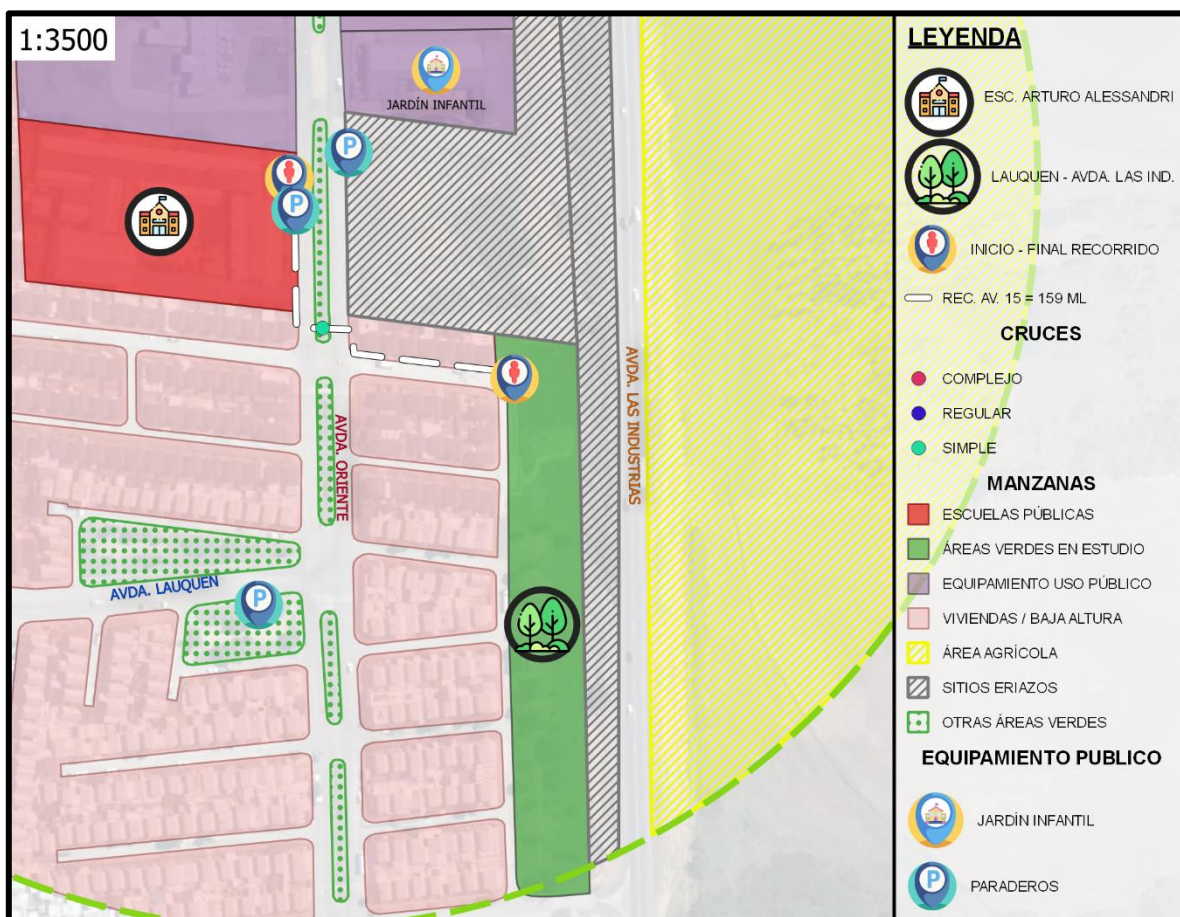 1:3500
JARDÍN INFANTIL
P
P
AVDA. ORIENTE
AVDA. LAS INDUSTRIAS
AVDA. LAUQUEN
P
LEYENDA
ESC. ARTURO ALESSANDRI
LAUQUEN - AVDA. LAS IND.
INICIO - FINAL RECORRIDO
REC. AV. 15 = 159 ML
CRUCES
COMPLEJO
REGULAR
SIMPLE
MANZANAS
ESCUELAS PÚBLICAS
ÁREAS VERDES EN ESTUDIO
EQUIPAMIENTO USO PÚBLICO
VIVIENDAS / BAJA ALTURA
ÁREA AGRÍCOLA
SITIOS ERIAZOS
OTRAS ÁREAS VERDES
EQUIPAMIENTO PUBLICO
JARDÍN INFANTIL
P
PARADEROS